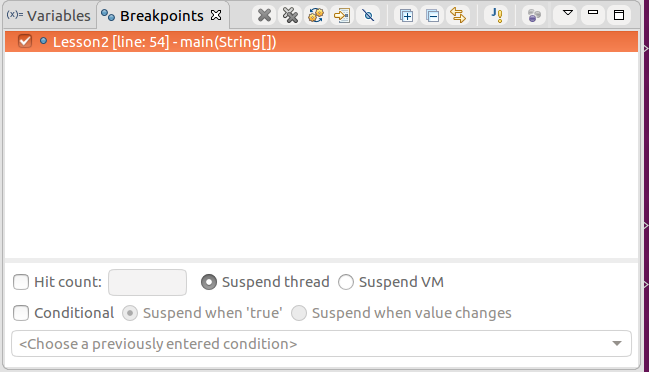 (x)= Variables Breakpoints
Lesson2 [line: 54] - main(String[])
Hit count: Suspend thread Suspend VM
Conditional Suspend when 'true' Suspend when value changes
<Choose a previously entered condition>